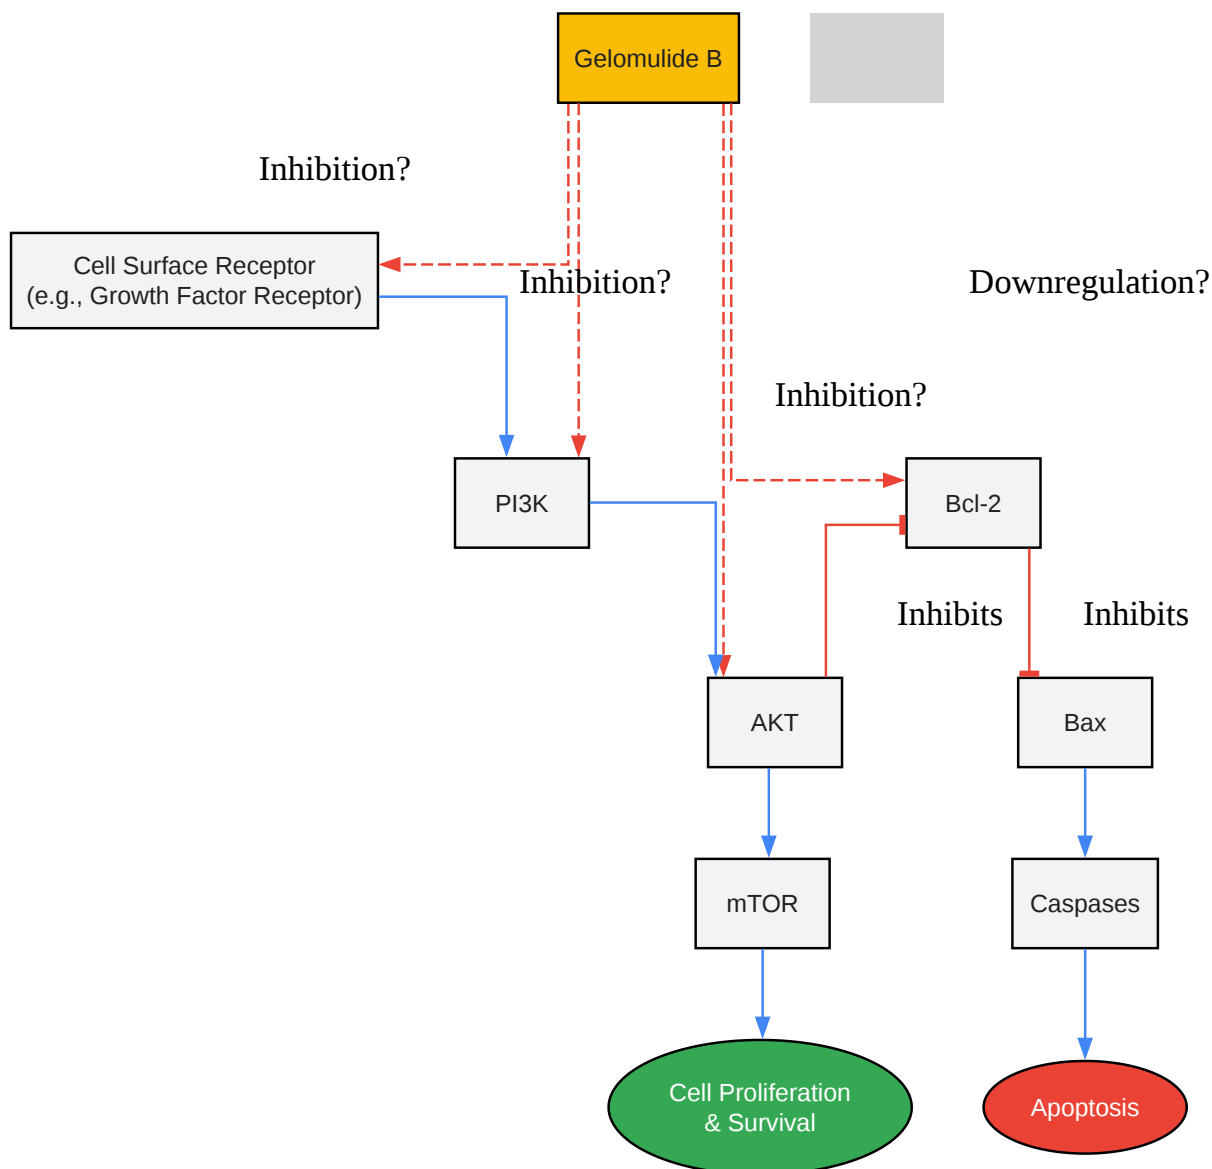 Gelomulide B
Inhibition?
Cell Surface Receptor
(e.g., Growth Factor Receptor)
Inhibition?
Downregulation?
Inhibition?
PI3K
Bcl-2
Inhibits
Inhibits
AKT
Bax
mTOR
Caspases
Cell Proliferation
& Survival
Apoptosis